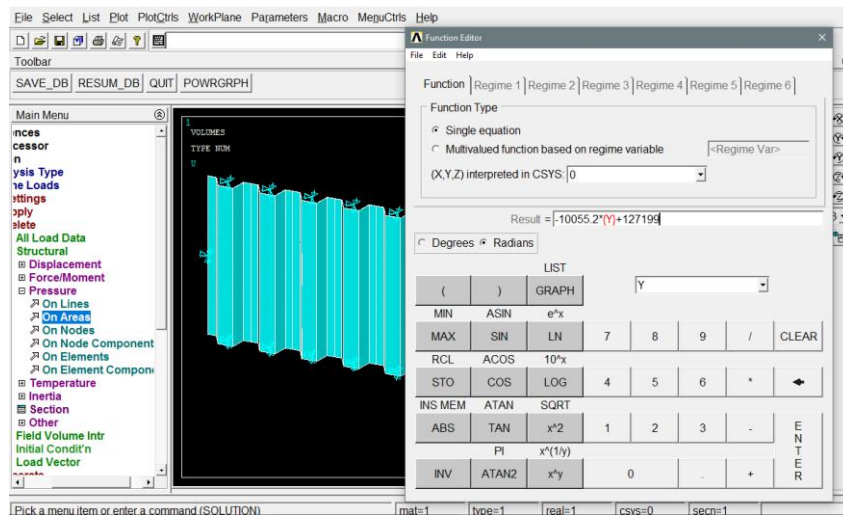 File Select List Plot PlotCtrls WorkPlane Parameters Macro MenuCtrls Help
Toolbar
SAVE_DB RESUM_DB QUIT POWRGRPH
Main Menu
nces
cessor
n
ysis Type
ne Loads
ettings
pply
elete
All Load Data
Structural
Displacement
Force/Moment
Pressure
On Lines
On Areas
On Nodes
On Node Component
On Elements
On Element Compon
Temperature
Inertia
Section
Other
Field Volume Intr
Initial Condit'n
Load Vector
1
VOLUMES
TYPE NUM
U
Function Editor
File Edit Help
Function Regime 1 Regime 2 Regime 3 Regime 4 Regime 5 Regime 6
Function Type
Single equation
Multivalued function based on regime variable <Regime Var>
(X,Y,Z) interpreted in CSYS: 0
Result = -10055.2*{Y}+127199
Degrees Radians
LIST
( ) GRAPH Y
MIN ASIN e^x
MAX SIN LN 7 8 9 / CLEAR
RCL ACOS 10^x
STO COS LOG 4 5 6 *
INS MEM ATAN SQRT
ABS TAN x^2 1 2 3 - ENTER
PI x^(1/y)
INV ATAN2 x^y 0 . +
Pick a menu item or enter a command (SOLUTION) mat=1 type=1 real=1 csys=0 secn=1